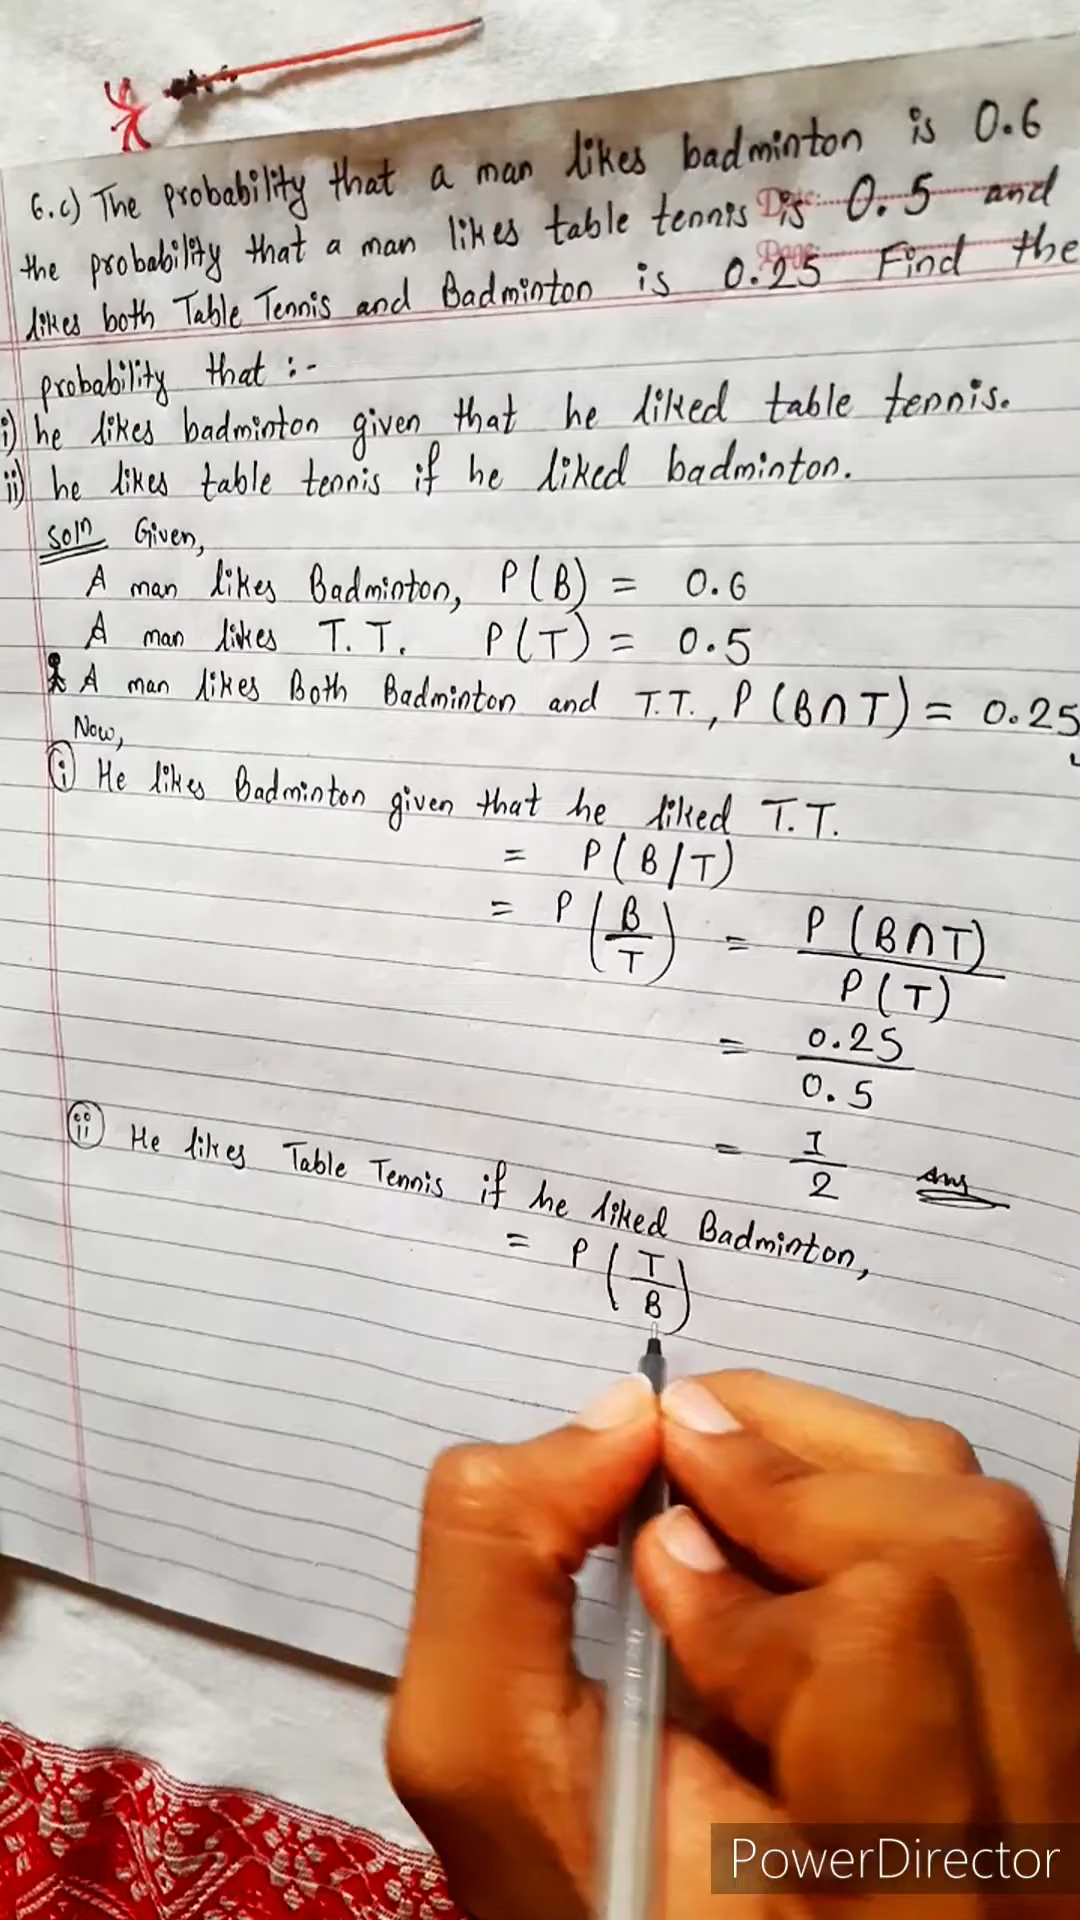 6.c) The probability that a man likes badminton is 0.6
the probability that a man likes table tennis is 0.5 and
likes both Table Tennis and Badminton is 0.25 Find the
probability that :-
i) he likes badminton given that he liked table tennis.
ii) he likes table tennis if he liked badminton.
Soln Given,
A man likes Badminton, P(B) = 0.6
A man likes T.T. P(T) = 0.5
A man likes Both Badminton and T.T., P(B∩T) = 0.25
Now,
i He likes Badminton given that he liked T.T.
= P(B/T)
= P(B/T) = P(B∩T)/P(T)
= 0.25/0.5
= 1/2 Ans
ii He likes Table Tennis if he liked Badminton,
= P(T/B)
PowerDirector